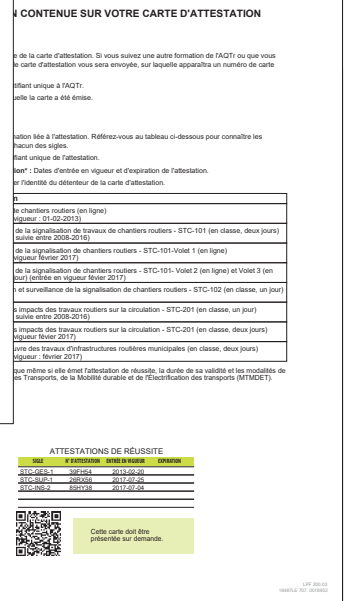 N CONTENUE SUR VOTRE CARTE D'ATTESTATION
e de la carte d'attestation. Si vous suivez une autre formation de l'AQTr ou que vous
le carte d'attestation vous sera envoyée, sur laquelle apparaîtra un numéro de carte
ntifiant unique à l'AQTr.
uelle la carte a été émise.
nation liée à l'attestation. Référez-vous au tableau ci-dessous pour connaître les
hacun des sigles.
fiant unique de l'attestation.
ion* : Dates d'entrée en vigueur et d'expiration de l'attestation.
er l'identité du détenteur de la carte d'attestation.
n
de chantiers routiers (en ligne)
vigueur : 01-02-2013)
de la signalisation de travaux de chantiers routiers - STC-101 (en classe, deux jours)
suivie entre 2008-2016)
de la signalisation de chantiers routiers - STC-101-Volet 1 (en ligne)
vigueur février 2017)
de la signalisation de chantiers routiers - STC-101- Volet 2 (en ligne) et Volet 3 (en
jour) (entrée en vigueur févier 2017)
n et surveillance de la signalisation de chantiers routiers - STC-102 (en classe, un jour)
s impacts des travaux routiers sur la circulation - STC-201 (en classe, un jour)
suivie entre 2008-2016)
s impacts des travaux routiers sur la circulation - STC-201 (en classe, deux jours)
vigueur févier 2017)
uvre des travaux d'infrastructures routières municipales (en classe, deux jours)
vigueur : février 2017)
que même si elle émet l'attestation de réussite, la durée de sa validité et les modalités de
es Transports, de la Mobilité durable et de l'Électrification des transports (MTMDET).
ATTESTATIONS DE RÉUSSITE
SIGLE N° D'ATTESTATION ENTRÉE EN VIGUEUR EXPIRATION
STC-GES-1 39FH54 2013-02-20
STC-SUP-1 26RX56 2017-07-25
STC-INS-2 85HY38 2017-07-04
Cette carte doit être
présentée sur demande.